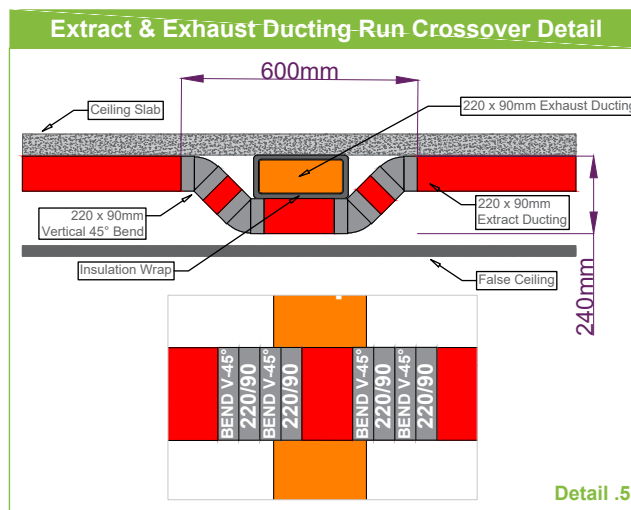 Extract & Exhaust Ducting Run Crossover Detail
600mm
Ceiling Slab
220 x 90mm Exhaust Ducting
220 x 90mm
Vertical 45° Bend
220 x 90mm
Extract Ducting
Insulation Wrap
False Ceiling
240mm
BEND V-45°
220/90
BEND V-45°
220/90
BEND V-45°
220/90
BEND V-45°
220/90
Detail .5